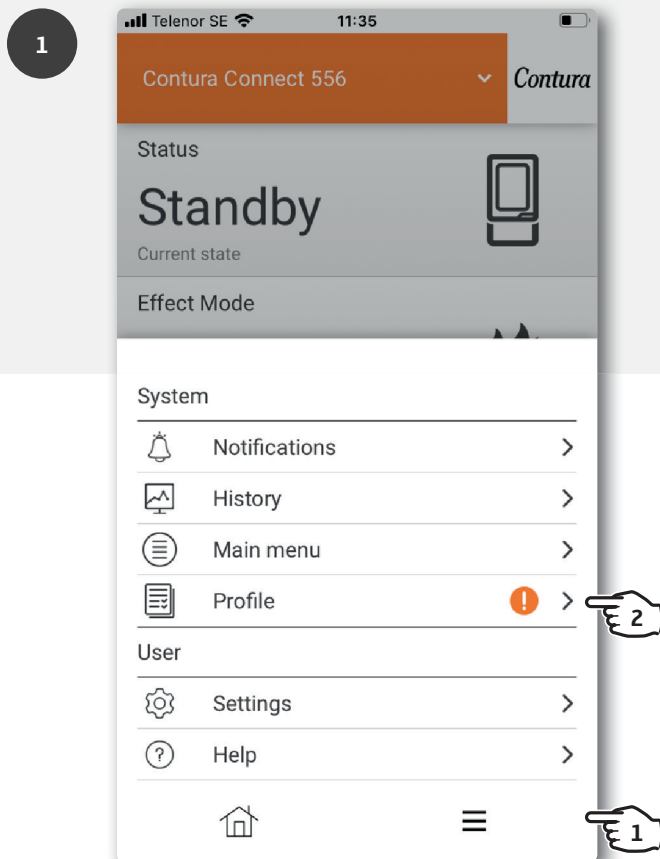 1
Telenor SE 11:35
Contura Connect 556 Contura
Status
Standby
Current state
Effect Mode
System
Notifications
History
Main menu
Profile ! 2
User
Settings
? Help
1